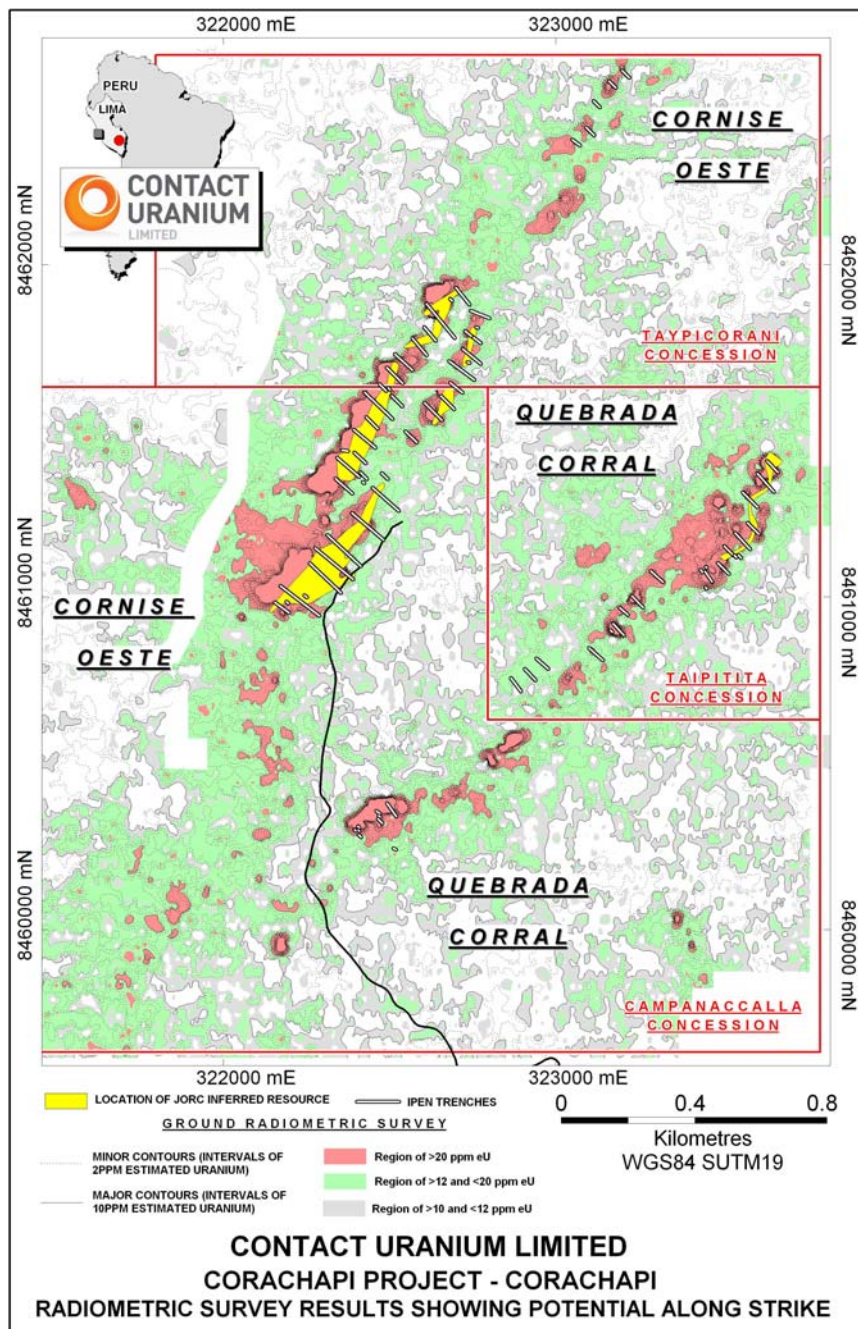 322000 mE 323000 mE
PERU
LIMA
CONTACT
URANIUM
LIMITED
CORNISE
OESTE
8462000 mN
8462000 mN
TAYPICORANI
CONCESSION
QUEBRADA
CORRAL
8461000 mN
8461000 mN
CORNISE
OESTE
TAIPITITA
CONCESSION
QUEBRADA
CORRAL
8460000 mN
8460000 mN
CAMPANACCALLA
CONCESSION
322000 mE 323000 mE
LOCATION OF JORC INFERRED RESOURCE
IPEN TRENCHES
GROUND RADIOMETRIC SURVEY
0 0.4 0.8
Kilometres
WGS84 SUTM19
MINOR CONTOURS (INTERVALS OF
2PPM ESTIMATED URANIUM)
MAJOR CONTOURS (INTERVALS OF
10PPM ESTIMATED URANIUM)
Region of >20 ppm eU
Region of >12 and <20 ppm eU
Region of >10 and <12 ppm eU
CONTACT URANIUM LIMITED
CORACHAPI PROJECT - CORACHAPI
RADIOMETRIC SURVEY RESULTS SHOWING POTENTIAL ALONG STRIKE